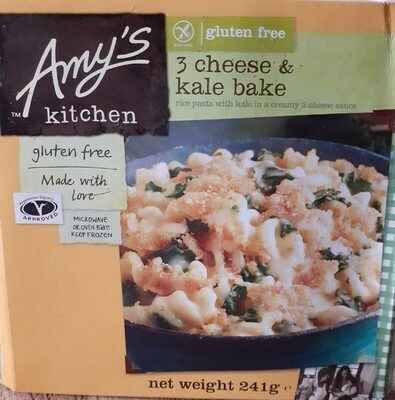 Amy's
™ kitchen
gluten free
3 cheese &
kale bake
rice pasta with kale in a creamy 3 cheese sauce
gluten free
Made with
love
APPROVED
MICROWAVE
OR OVEN BAKE
KEEP FROZEN
net weight 241g e